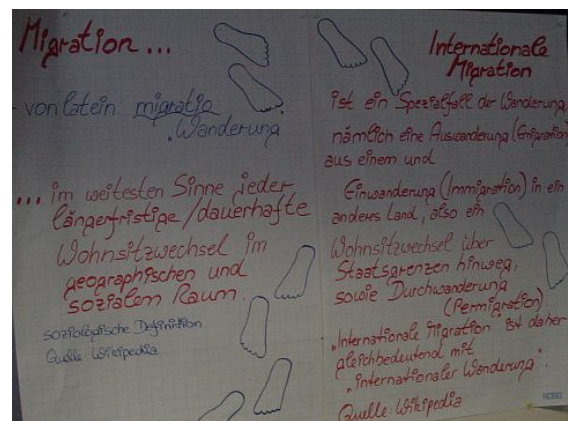 Migration...
- von latein. migratio
"Wanderung
... im weitesten Sinne jeder
längerfristige/dauerhafte
Wohnsitzwechsel im
geographischen und
sozialem Raum.
soziologische Definition
Quelle Wikipedia
Internationale
Migration
ist ein Spezialfall der Wanderung,
nämlich eine Auswanderung (Emigration)
aus einem und
Einwanderung (Immigration) in ein
anderes Land, also ein
Wohnsitzwechsel über
Staatsgrenzen hinweg,
sowie Durchwanderung
(Permigration).
"Internationale Migration" ist daher
gleichbedeutend mit
"internationaler Wanderung".
Quelle: Wikipedia
NOBO